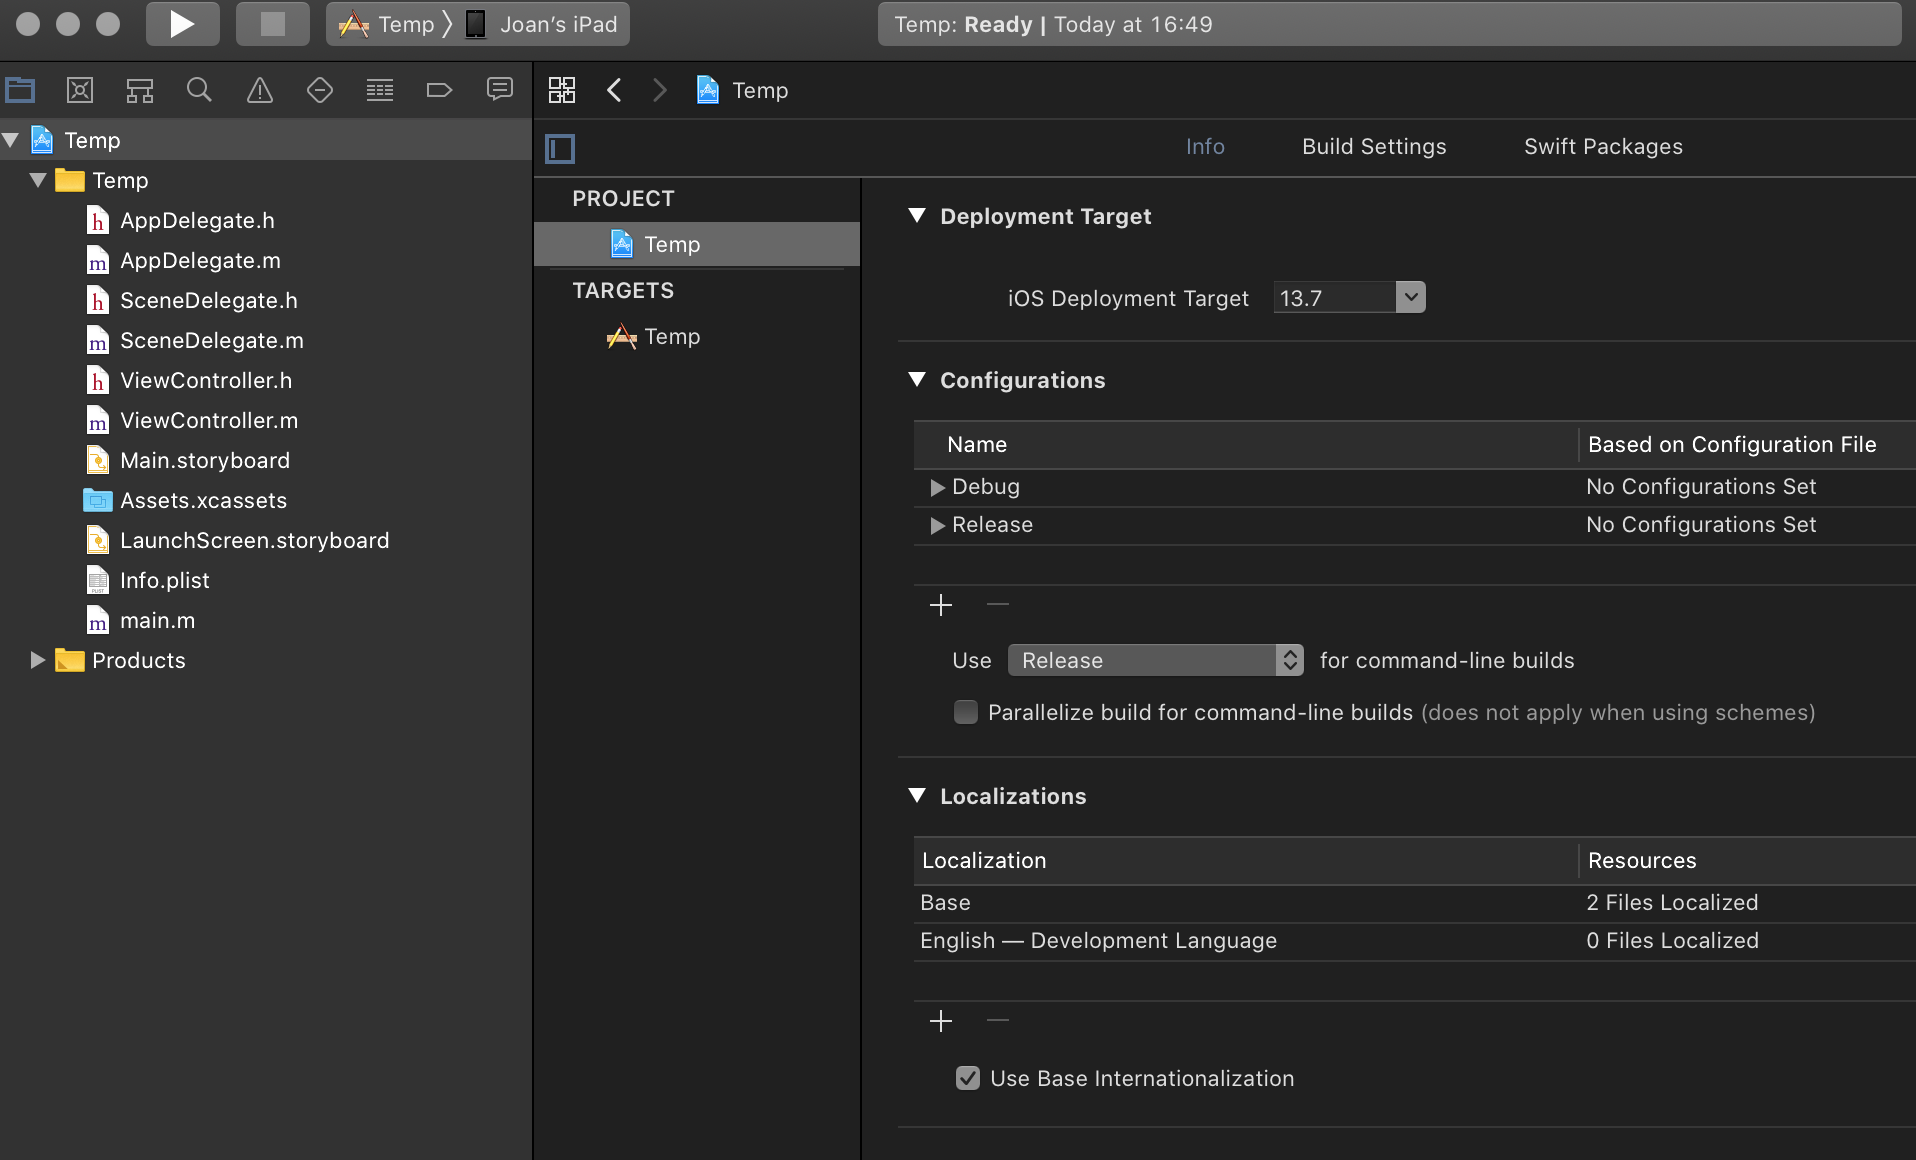 Temp
Joan's iPad
Temp: Ready | Today at 16:49
Temp
Temp
Temp
AppDelegate.h
AppDelegate.m
SceneDelegate.h
SceneDelegate.m
ViewController.h
ViewController.m
Main.storyboard
Assets.xcassets
LaunchScreen.storyboard
Info.plist
main.m
Products
Info
Build Settings
Swift Packages
PROJECT
Temp
TARGETS
Temp
Deployment Target
iOS Deployment Target 13.7
Configurations
Name
Based on Configuration File
Debug
No Configurations Set
Release
No Configurations Set
Use Release for command-line builds
Parallelize build for command-line builds (does not apply when using schemes)
Localizations
Localization
Resources
Base
2 Files Localized
English — Development Language
0 Files Localized
Use Base Internationalization